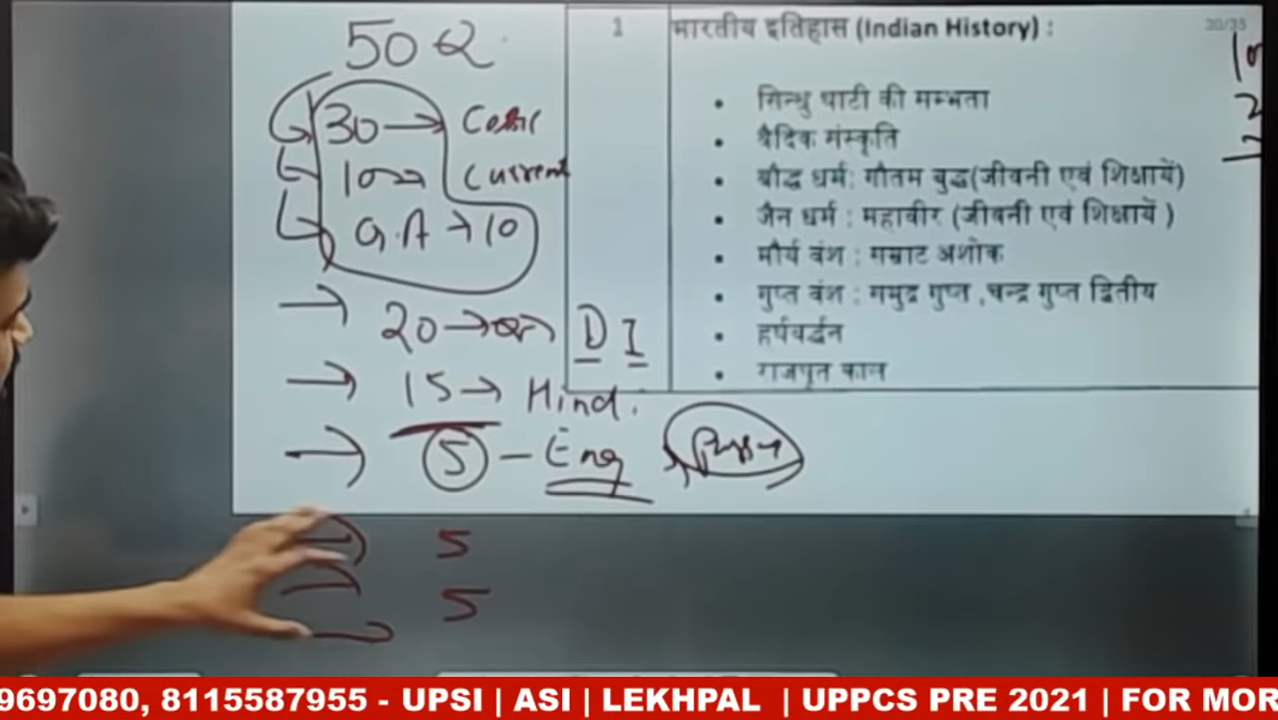 50 Q.
30 →
10 → Current
G.A → 10
→ 20 → DI
→ 15 → Hind.
→ 5 - Eng
→ 5
→ 5
→
1 भारतीय इतिहास (Indian History) : 30/35
• सिन्धु घाटी की सभ्यता
• वैदिक संस्कृति
• बौद्ध धर्म: गौतम बुद्ध(जीवनी एवं शिक्षायें)
• जैन धर्म : महावीर (जीवनी एवं शिक्षायें )
• मौर्य वंश : सम्राट अशोक
• गुप्त वंश : समुद्र गुप्त ,चन्द्र गुप्त द्वितीय
• हर्षवर्द्धन
• राजपूत काल
9697080, 8115587955 - UPSI | ASI | LEKHPAL | UPPCS PRE 2021 | FOR MOR